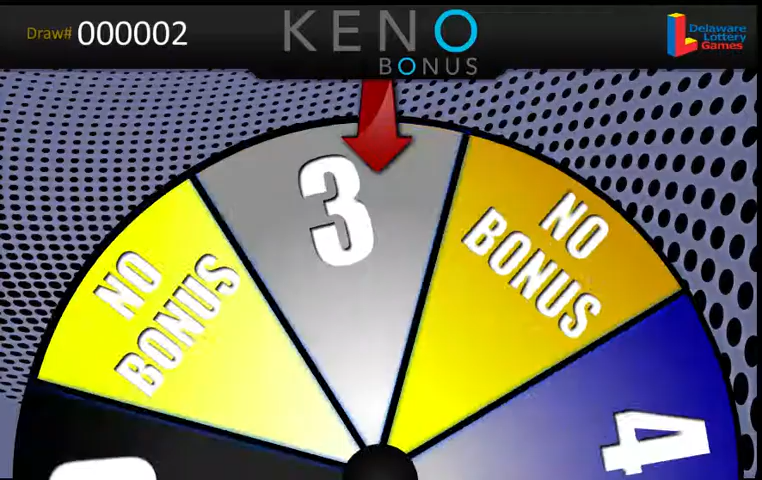 Draw# 000002
KENO
BONUS
Delaware
Lottery
Games
3
NO
BONUS
NO
BONUS
4